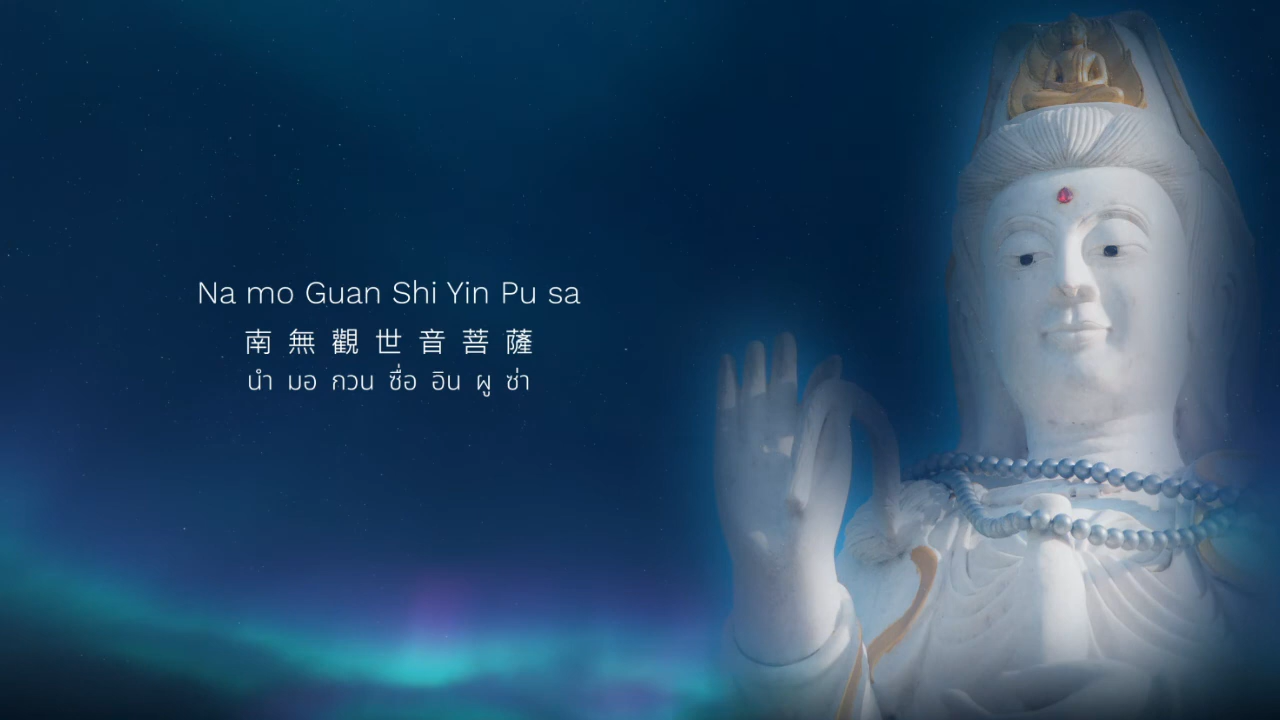 Na mo Guan Shi Yin Pu sa
南 無 觀 世 音 菩 薩
นำ มอ กวน ซื่อ อิน ผู ซ่า